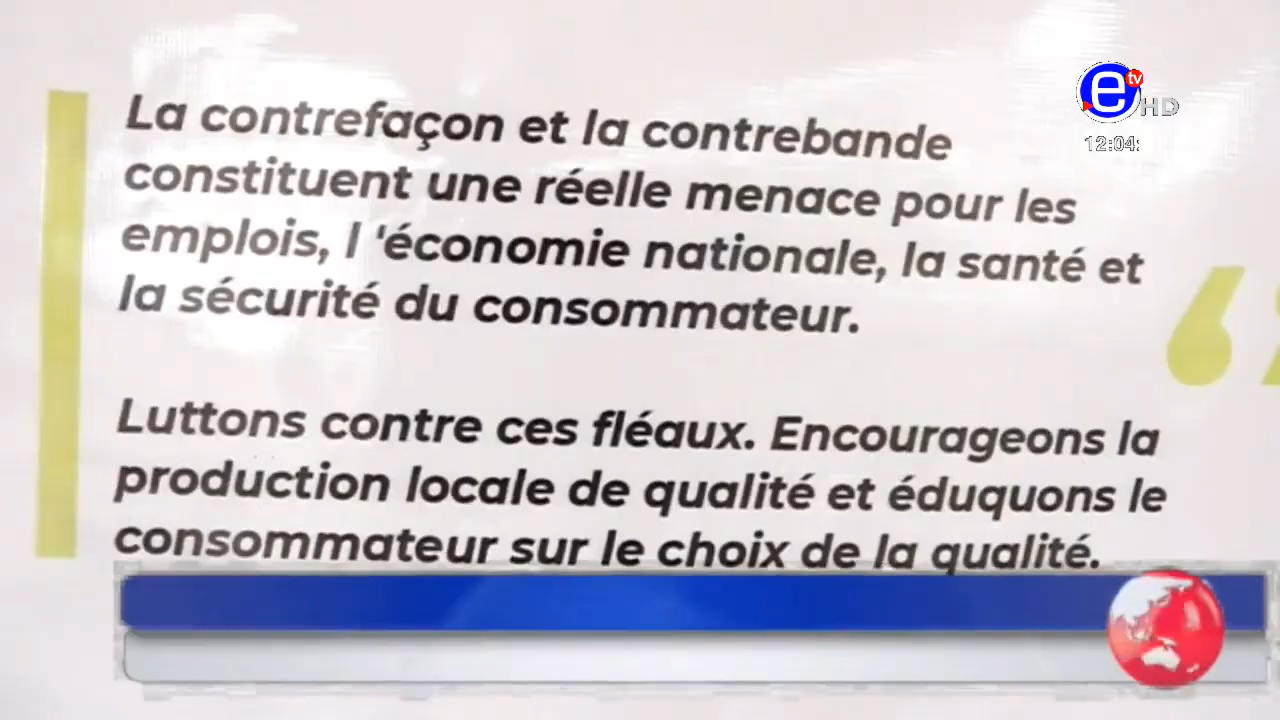 e tv HD
12:04:
La contrefaçon et la contrebande
constituent une réelle menace pour les
emplois, l 'économie nationale, la santé et
la sécurité du consommateur.
Luttons contre ces fléaux. Encourageons la
production locale de qualité et éduquons le
consommateur sur le choix de la qualité.